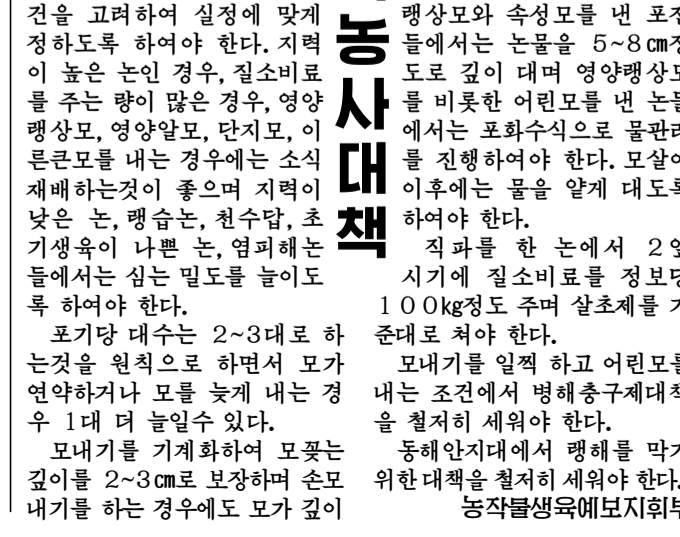 건을 고려하여 실정에 맞게
정하도록 하여야 한다. 지력
이 높은 논인 경우, 질소비료
를 주는 량이 많은 경우, 영양
랭상모, 영양알모, 단지모, 이
른큰모를 내는 경우에는 소식
재배하는것이 좋으며 지력이
낮은 논, 랭습논, 천수답, 초
기생육이 나쁜 논, 염피해논
들에서는 심는 밀도를 늘이도
록 하여야 한다.
포기당 대수는 2~3대로 하
는것을 원칙으로 하면서 모가
연약하거나 모를 늦게 내는 경
우 1대 더 늘일수 있다.
모내기를 기계화하여 모꽂는
깊이를 2~3㎝로 보장하며 손모
내기를 하는 경우에도 모가 깊이
농사대책
랭상모와 속성모를 낸 포전
들에서는 논물을 5~8㎝정
도로 깊이 대며 영양랭상모
를 비롯한 어린모를 낸 논들
에서는 포화수식으로 물관리
를 진행하여야 한다. 모살이
이후에는 물을 얕게 대도록
하여야 한다.
직파를 한 논에서 2잎
시기에 질소비료를 정보당
100㎏정도 주며 살초제를 기
준대로 쳐야 한다.
모내기를 일찍 하고 어린모를
내는 조건에서 병해충구제대책
을 철저히 세워야 한다.
동해안지대에서 랭해를 막기
위한 대책을 철저히 세워야 한다.
농작물생육예보지휘부